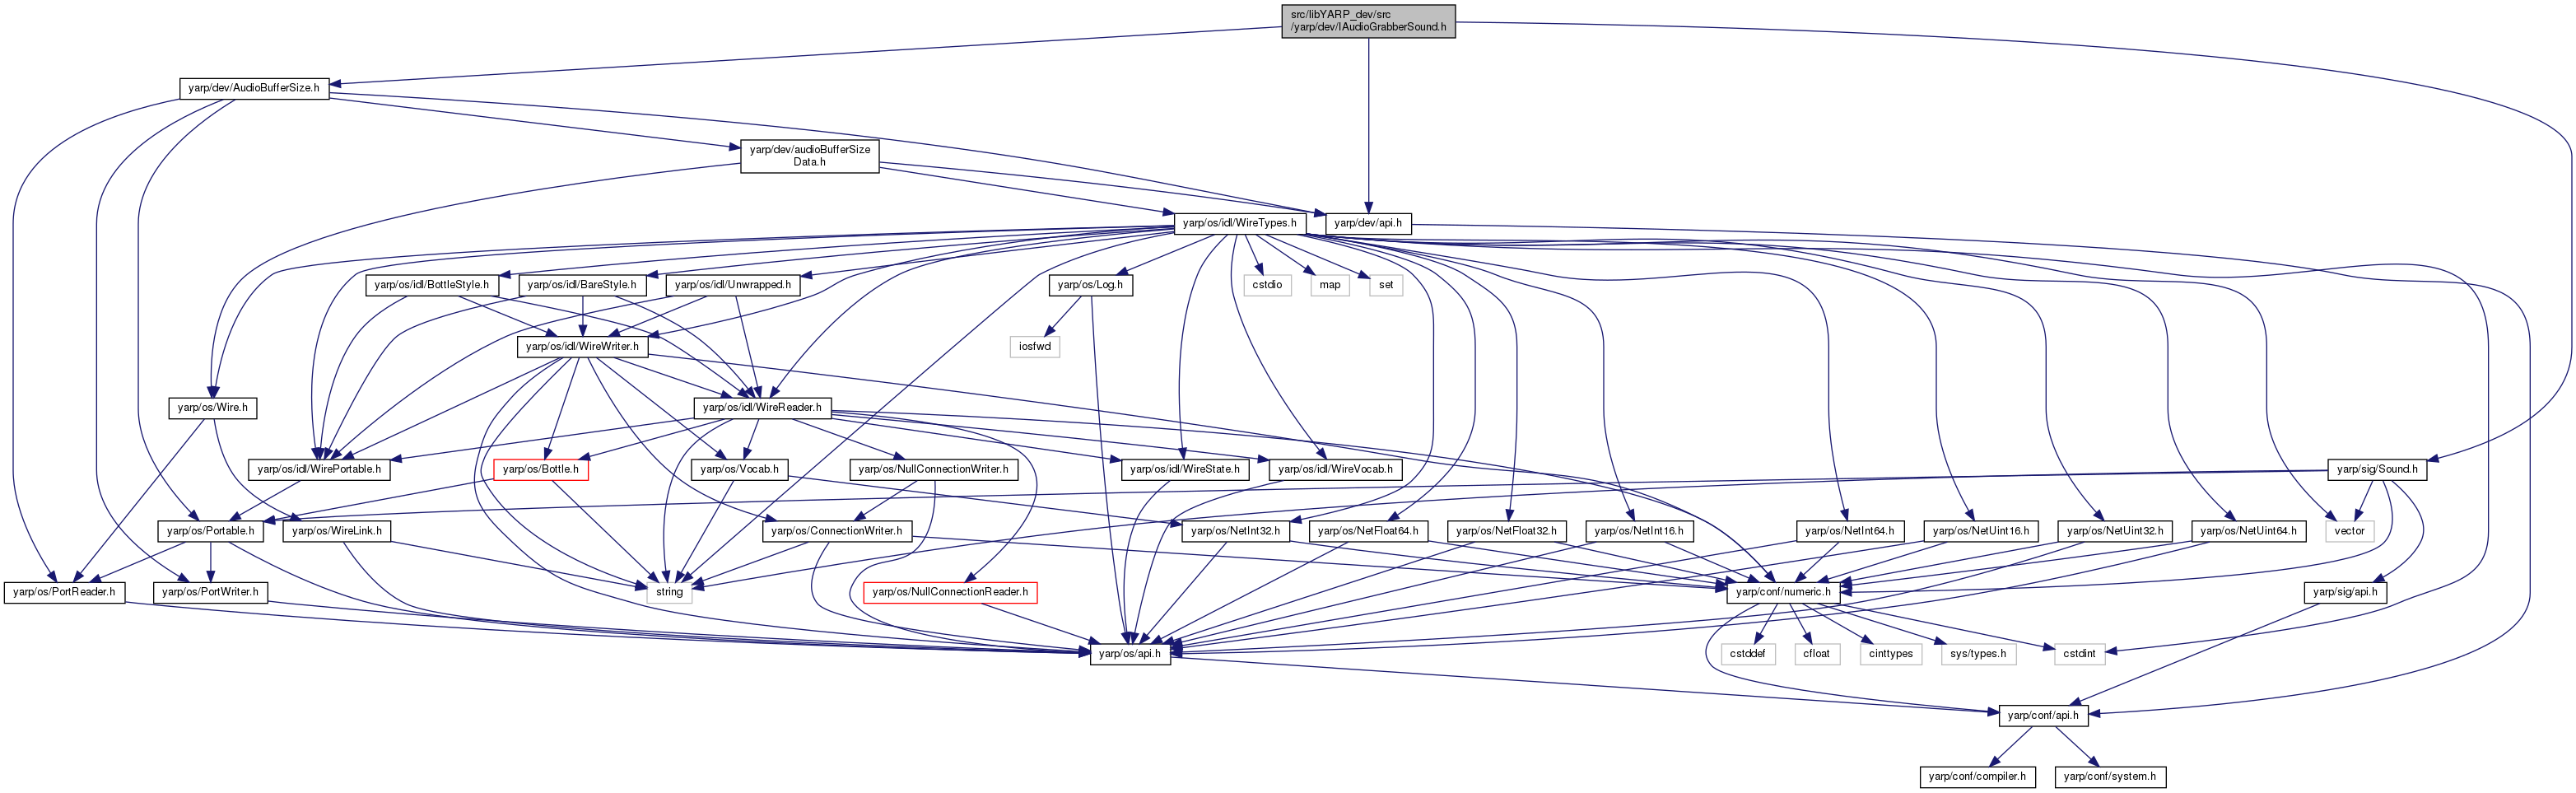 src/libYARP_dev/src
/yarp/dev/IAudioGrabberSound.h
yarp/dev/AudioBufferSize.h
yarp/dev/audioBufferSize
Data.h
yarp/os/idl/WireTypes.h
yarp/dev/api.h
yarp/os/idl/BottleStyle.h
yarp/os/idl/BareStyle.h
yarp/os/idl/Unwrapped.h
yarp/os/Log.h
cstdio
map
set
iosfwd
yarp/os/idl/WireWriter.h
yarp/os/Wire.h
yarp/os/idl/WireReader.h
yarp/os/idl/WirePortable.h
yarp/os/Bottle.h
yarp/os/Vocab.h
yarp/os/NullConnectionWriter.h
yarp/os/idl/WireState.h
yarp/os/idl/WireVocab.h
yarp/sig/Sound.h
yarp/os/Portable.h
yarp/os/WireLink.h
yarp/os/ConnectionWriter.h
yarp/os/NetInt32.h
yarp/os/NetFloat64.h
yarp/os/NetFloat32.h
yarp/os/NetInt16.h
yarp/os/NetInt64.h
yarp/os/NetUint16.h
yarp/os/NetUint32.h
yarp/os/NetUint64.h
vector
yarp/os/PortReader.h
yarp/os/PortWriter.h
string
yarp/os/NullConnectionReader.h
yarp/conf/numeric.h
yarp/sig/api.h
yarp/os/api.h
cstddef
cfloat
cinttypes
sys/types.h
cstdint
yarp/conf/api.h
yarp/conf/compiler.h
yarp/conf/system.h